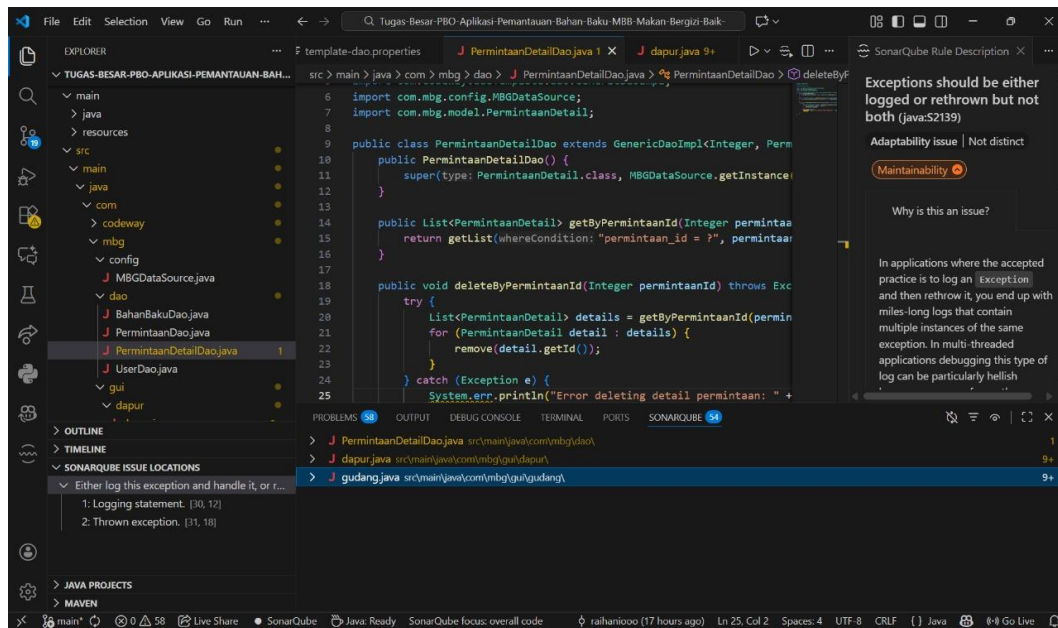 File Edit Selection View Go Run ...
Tugas-Besar-PBO-Aplikasi-Pemantauan-Bahan-Baku-MBB-Makan-Bergizi-Baik-
EXPLORER
TUGAS-BESAR-PBO-APLIKASI-PEMANTAUAN-BAH...
main
java
resources
src
main
java
com
codeway
mbg
config
MBGDataSource.java
dao
BahanBakuDao.java
PermintaanDao.java
PermintaanDetailDao.java 1
UserDao.java
gui
dapur
OUTLINE
TIMELINE
SONARQUBE ISSUE LOCATIONS
Either log this exception and handle it, or r...
1: Logging statement. [30, 12]
2: Thrown exception. [31, 18]
JAVA PROJECTS
MAVEN
19
template-dao.properties
PermintaanDetailDao.java 1
dapur.java 9+
src > main > java > com > mbg > dao > PermintaanDetailDao.java > PermintaanDetailDao > deleteByP
6 import com.mbg.config.MBGDataSource;
7 import com.mbg.model.PermintaanDetail;
8
9 public class PermintaanDetailDao extends GenericDaoImpl<Integer, Perm
10 public PermintaanDetailDao() {
11 super(type: PermintaanDetail.class, MBGDataSource.getInstance
12 }
13
14 public List<PermintaanDetail> getByPermintaanId(Integer permintaa
15 return getList(whereCondition: "permintaan_id = ?", permintaan
16 }
17
18 public void deleteByPermintaanId(Integer permintaanId) throws Exc
19 try {
20 List<PermintaanDetail> details = getByPermintaanId(permin
21 for (PermintaanDetail detail : details) {
22 remove(detail.getId());
23 }
24 } catch (Exception e) {
25 System.err.println("Error deleting detail permintaan: " +
PROBLEMS 58 OUTPUT DEBUG CONSOLE TERMINAL PORTS SONARQUBE 54
PermintaanDetailDao.java src\main\java\com\mbg\dao\ 1
dapur.java src\main\java\com\mbg\gui\dapur\ 9+
gudang.java src\main\java\com\mbg\gui\gudang\ 9+
SonarQube Rule Description
Exceptions should be either
logged or rethrown but not
both (java:S2139)
Adaptability issue | Not distinct
Maintainability
Why is this an issue?
In applications where the accepted
practice is to log an Exception
and then rethrow it, you end up with
miles-long logs that contain
multiple instances of the same
exception. In multi-threaded
applications debugging this type of
log can be particularly hellish
main* 0 58 Live Share SonarQube Java: Ready SonarQube focus: overall code raihaniooo (17 hours ago) Ln 25, Col 2 Spaces: 4 UTF-8 CRLF {} Java Go Live